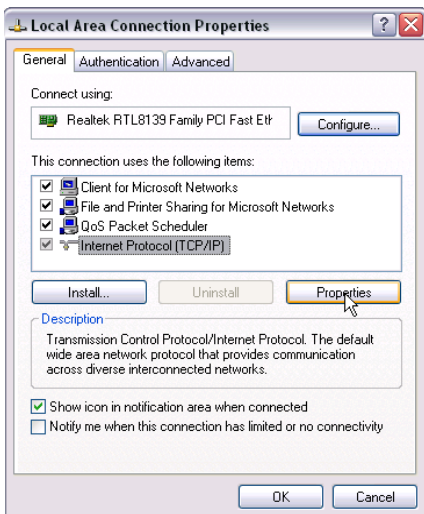 Local Area Connection Properties
General Authentication Advanced
Connect using:
Realtek RTL8139 Family PCI Fast Eth
Configure...
This connection uses the following items:
Client for Microsoft Networks
File and Printer Sharing for Microsoft Networks
QoS Packet Scheduler
Internet Protocol (TCP/IP)
Install... Uninstall Properties
Description
Transmission Control Protocol/Internet Protocol. The default
wide area network protocol that provides communication
across diverse interconnected networks.
Show icon in notification area when connected
Notify me when this connection has limited or no connectivity
OK Cancel